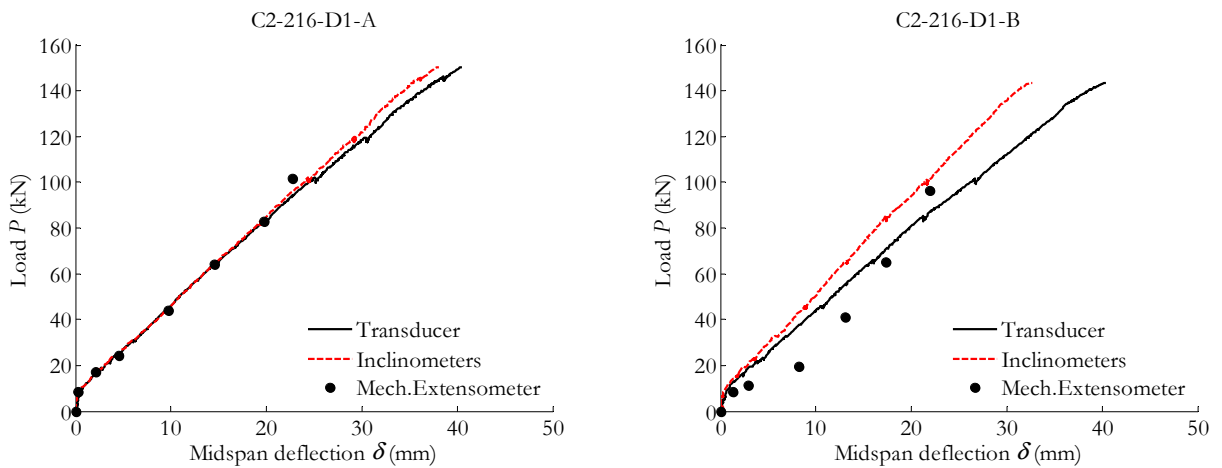 C2-216-D1-A
160
140
120
100
80
60
40
20
0
Load P (kN)
0 10 20 30 40 50
Midspan deflection δ (mm)
Transducer
Inclinometers
Mech.Extensometer
C2-216-D1-B
160
140
120
100
80
60
40
20
0
Load P (kN)
0 10 20 30 40 50
Midspan deflection δ (mm)
Transducer
Inclinometers
Mech.Extensometer